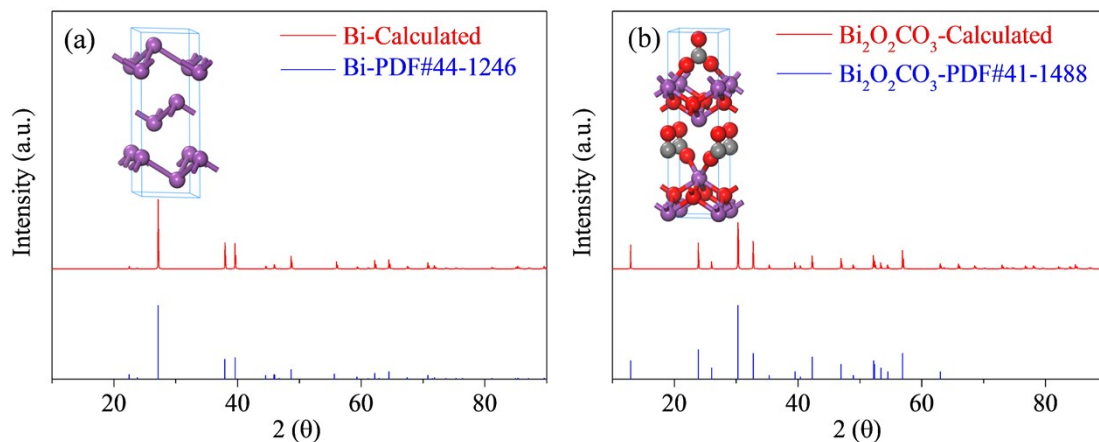 (a)
Bi-Calculated
Bi-PDF#44-1246
Intensity (a.u.)
20 40 60 80
2 (θ)
(b)
Bi₂O₂CO₃-Calculated
Bi₂O₂CO₃-PDF#41-1488
Intensity (a.u.)
20 40 60 80
2 (θ)